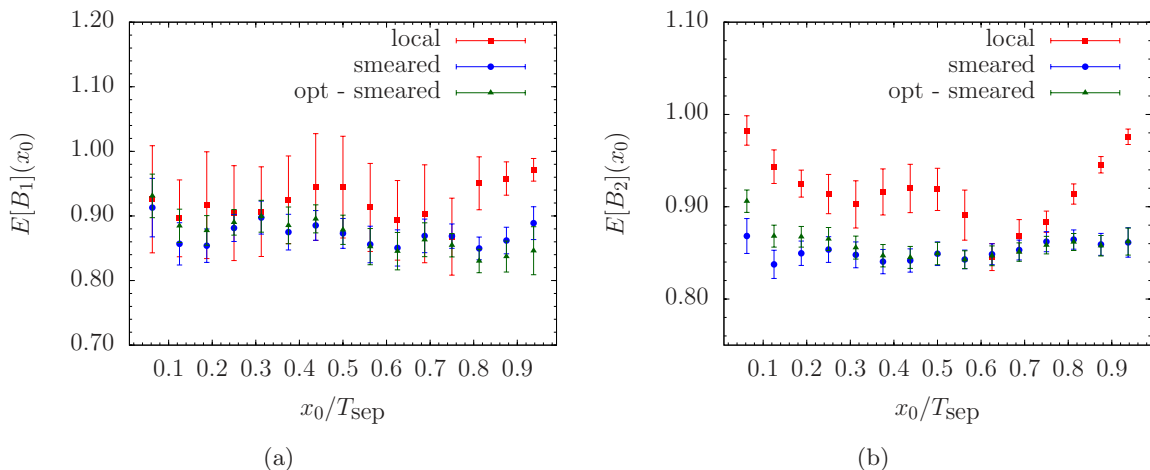 1.20
1.10
1.00
0.90
0.80
0.70
E[B₁](x₀)
local
smeared
opt - smeared
0.1 0.2 0.3 0.4 0.5 0.6 0.7 0.8 0.9
x₀/T_sep
(a)
1.10
1.00
0.90
0.80
E[B₂](x₀)
local
smeared
opt - smeared
0.1 0.2 0.3 0.4 0.5 0.6 0.7 0.8 0.9
x₀/T_sep
(b)